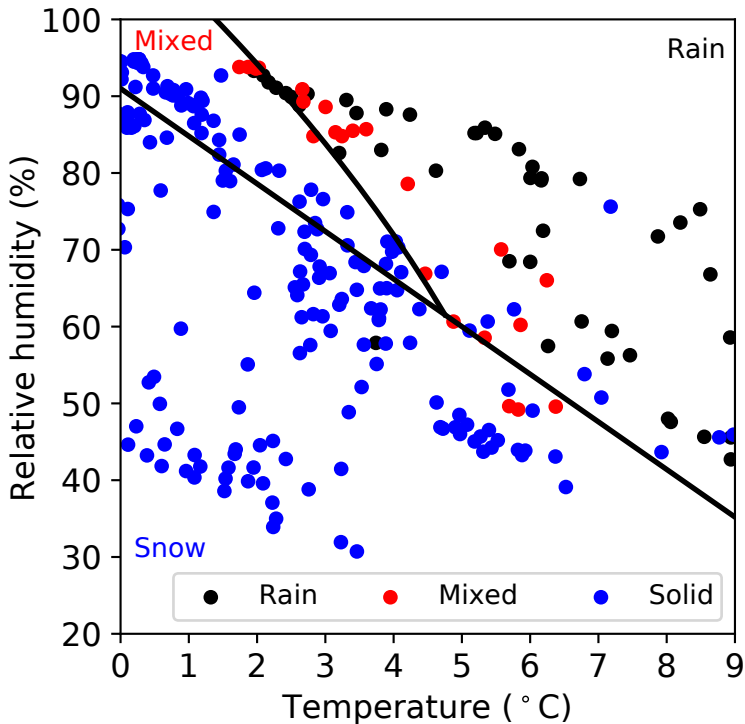 Mixed
Rain
Snow
Rain Mixed Solid
Relative humidity (%)
100
90
80
70
60
50
40
30
20
0 1 2 3 4 5 6 7 8 9
Temperature (°C)